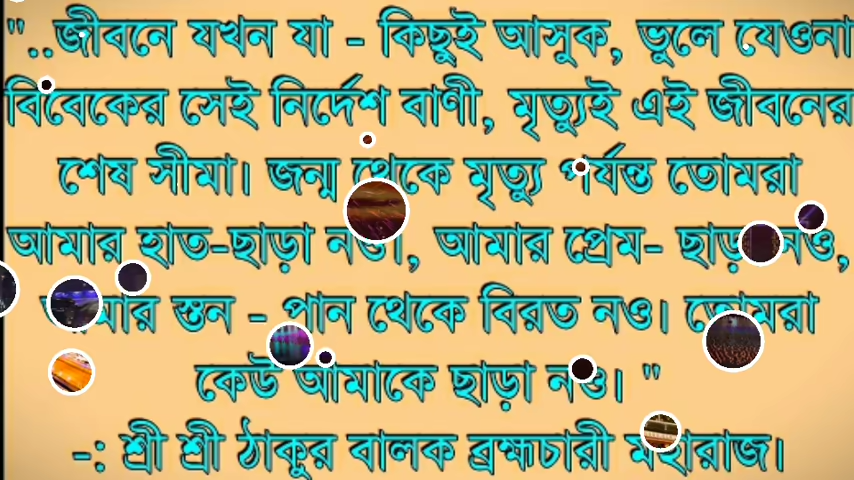 "..জীবনে যখন যা - কিছুই আসুক, ভুলে যেওনা
বিবেকের সেই নির্দেশ বাণী, মৃত্যুই এই জীবনের
শেষ সীমা। জন্ম থেকে মৃত্যু পর্যন্ত তোমরা
আমার হাত-ছাড়া নও, আমার প্রেম- ছাড়া নও,
আমার স্তন - পান থেকে বিরত নও। তোমরা
কেউ আমাকে ছাড়া নও। "
-: শ্রী শ্রী ঠাকুর বালক ব্রহ্মচারী মহারাজ।